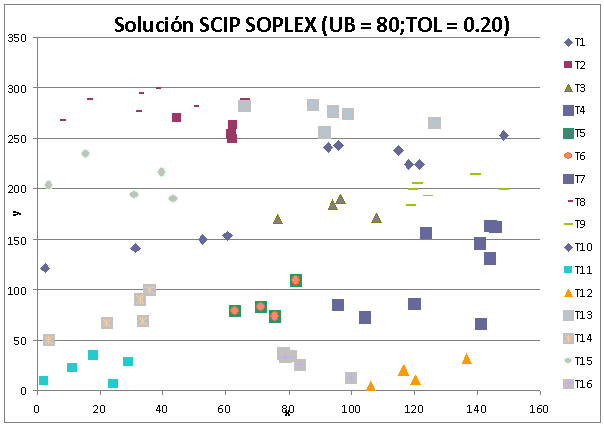 Solución SCIP SOPLEX (UB = 80;TOL = 0.20)
350
300
250
200
150
100
50
0
y
0 20 40 60 80 100 120 140 160
x
T1
T2
T3
T4
T5
T6
T7
T8
T9
T10
T11
T12
T13
T14
T15
T16